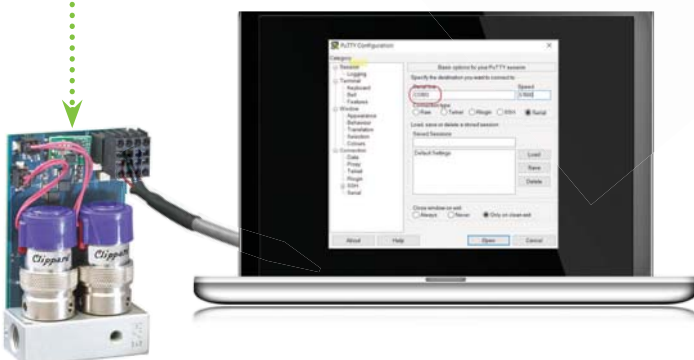 PuTTY Configuration
Category:
Session
Logging
Terminal
Keyboard
Bell
Features
Window
Appearance
Behaviour
Translation
Selection
Colours
Connection
Data
Proxy
Telnet
Rlogin
SSH
Serial
Basic options for your PuTTY session
Specify the destination you want to connect to
Serial line
Speed
Connection type:
Raw
Telnet
Rlogin
SSH
Serial
Load, save or delete a stored session
Saved Sessions
Default Settings
Load
Save
Delete
Close window on exit:
Always
Never
Only on clean exit
About
Help
Open
Cancel
Clippard
Clippard